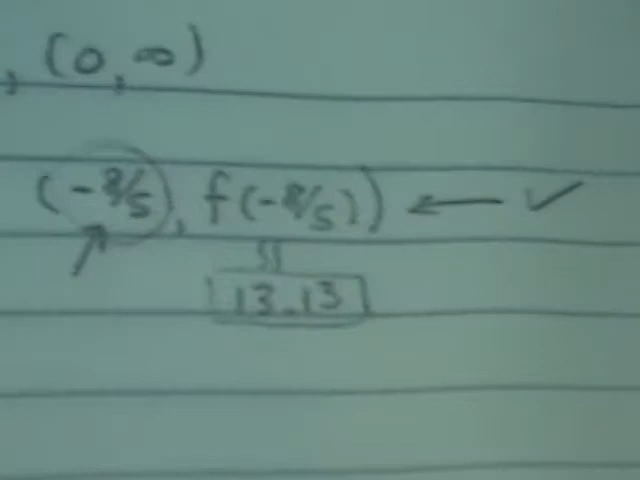 , (0, ∞)
(-8/5, f(-8/5)) ← ✓
≈
13.13